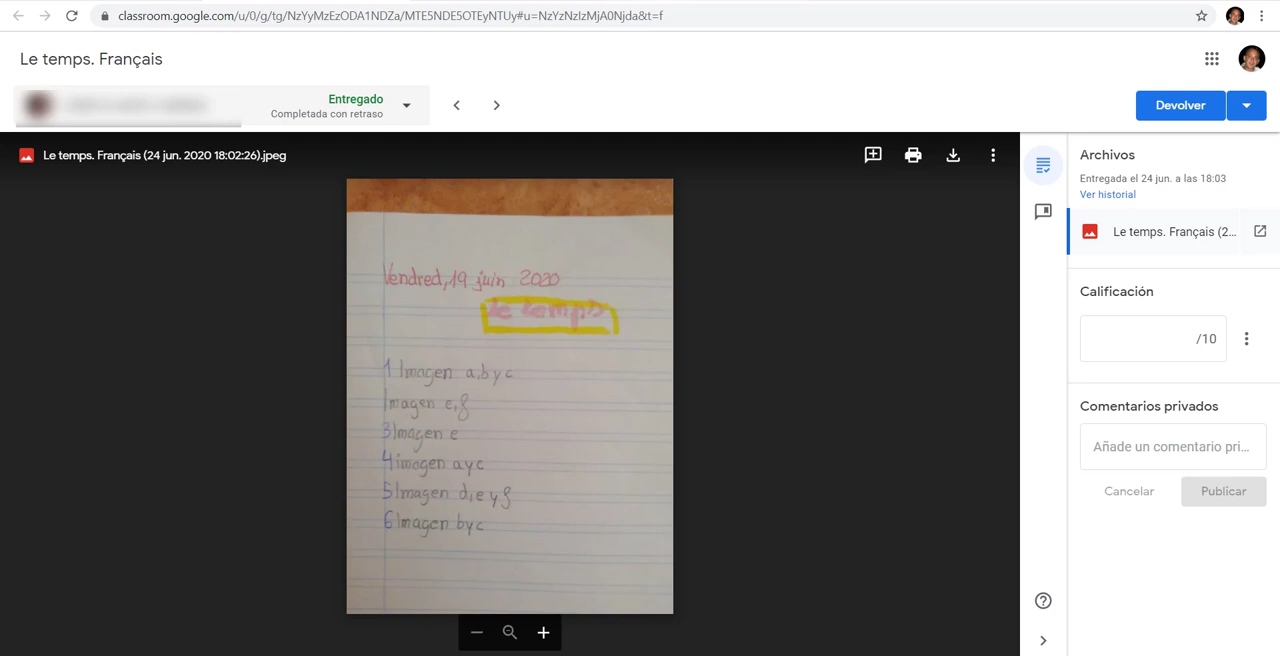 classroom.google.com/u/0/g/tg/NzYyMzEzODA1NDZa/MTE5NDE5OTEyNTUy#u=NzYzNzIzMjA0Njda&t=f
Le temps. Français
Entregado
Completada con retraso
Devolver
Le temps. Français (24 jun. 2020 18:02:26).jpeg
Vendred, 19 juin 2020
le temps
1 Imagen a, b y c
Imagen e, f
3 Imagen e
4 imagen a y c
5 Imagen d, e y f
6 Imagen b y c
Archivos
Entregada el 24 jun. a las 18:03
Ver historial
Le temps. Français (2...
Calificación
/10
Comentarios privados
Añade un comentario pri...
Cancelar
Publicar